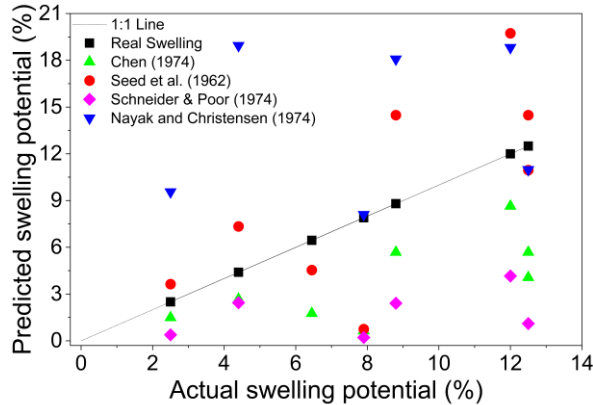 21
18
15
12
9
6
3
0
Predicted swelling potential (%)
1:1 Line
Real Swelling
Chen (1974)
Seed et al. (1962)
Schneider & Poor (1974)
Nayak and Christensen (1974)
0 2 4 6 8 10 12 14
Actual swelling potential (%)